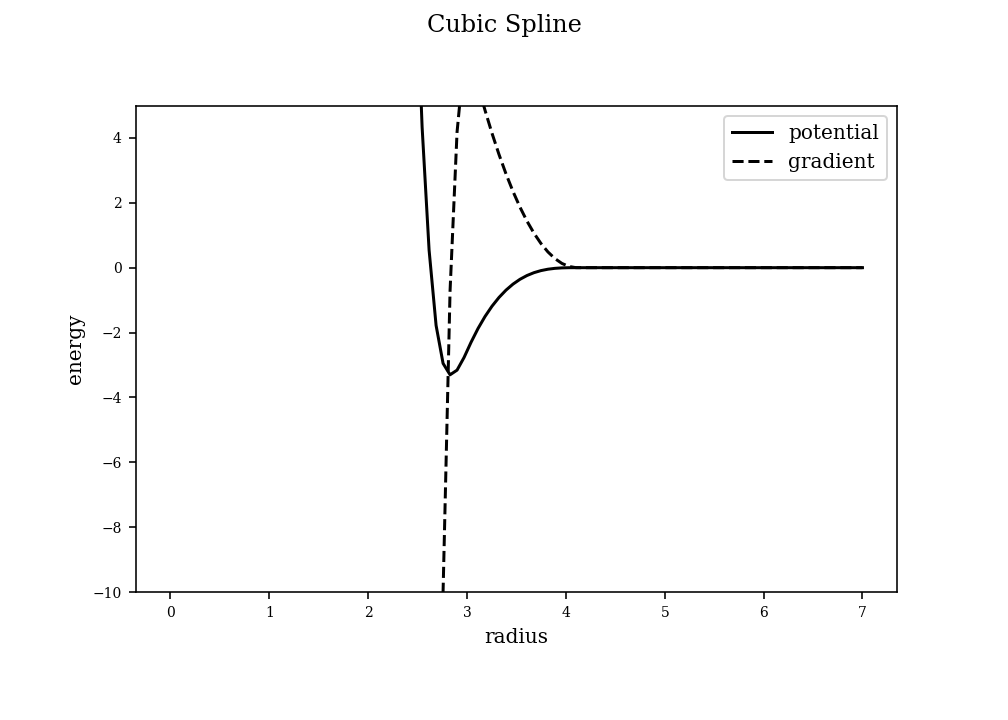 Cubic Spline
potential
gradient
4
2
0
−2
−4
−6
−8
−10
energy
0 1 2 3 4 5 6 7
radius